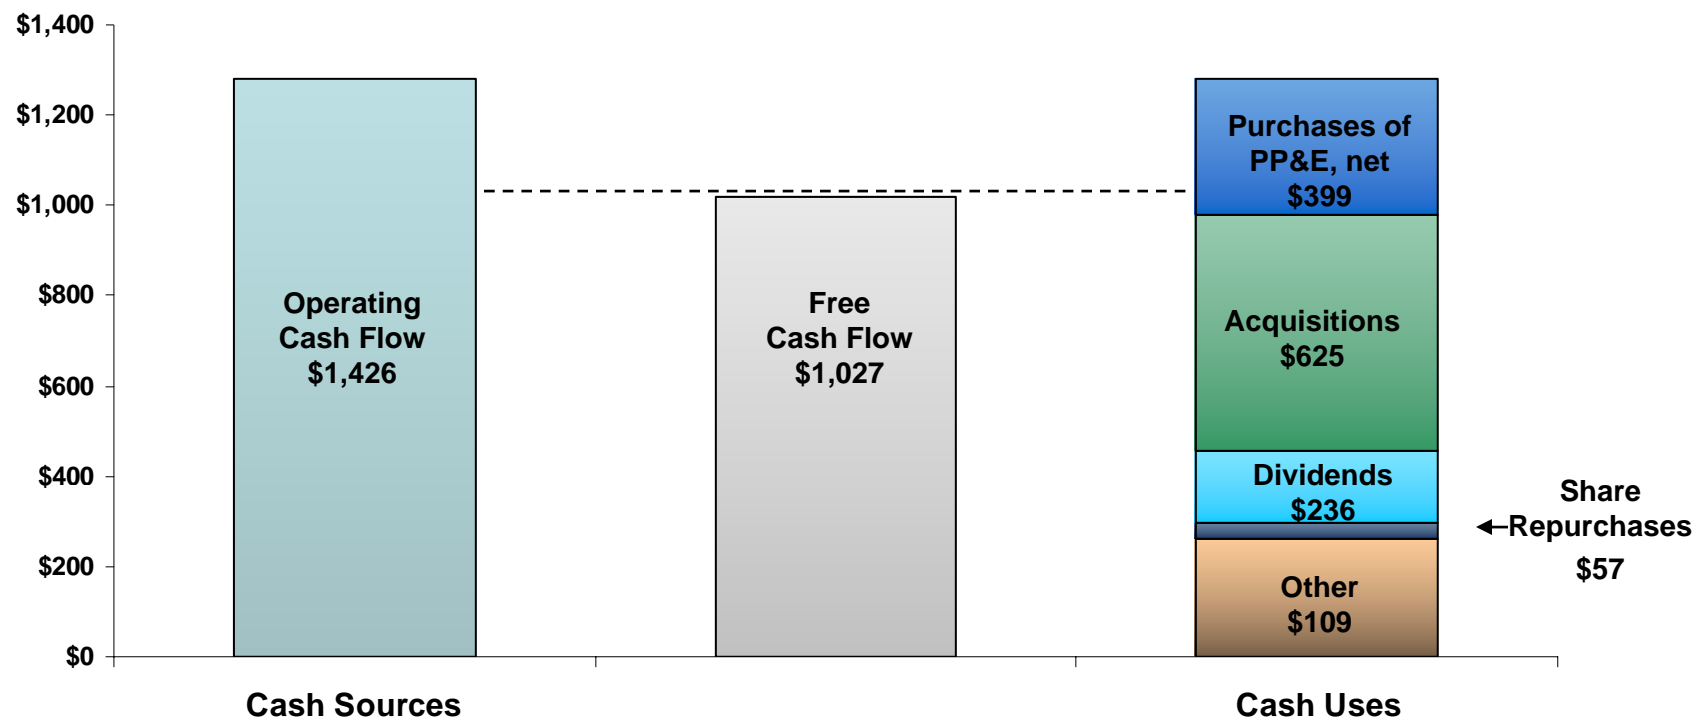 $1,400
$1,200
$1,000
$800
$600
$400
$200
$0
Operating
Cash Flow
$1,426
Free
Cash Flow
$1,027
Purchases of
PP&E, net
$399
Acquisitions
$625
Dividends
$236
Share
Repurchases
$57
Other
$109
Cash Sources
Cash Uses